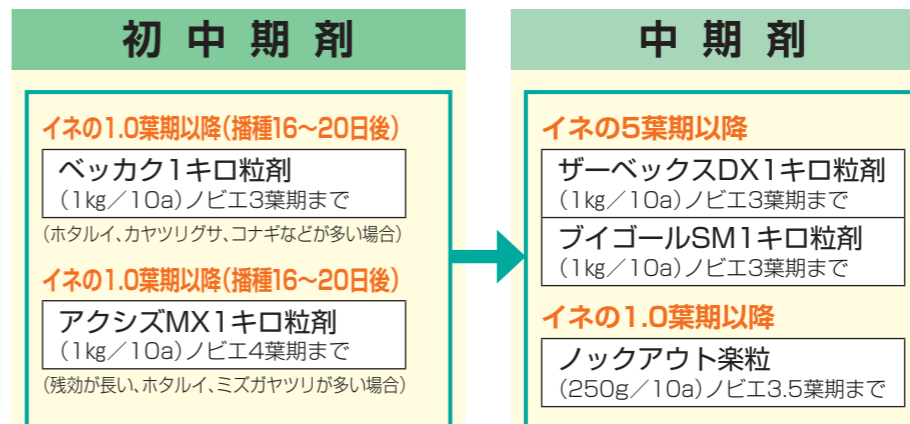 初中期剤
イネの1.0葉期以降(播種16〜20日後)
ベッカク1キロ粒剤
(1kg/10a)ノビエ3葉期まで
(ホタルイ、カヤツリグサ、コナギなどが多い場合)
イネの1.0葉期以降(播種16〜20日後)
アクシズMX1キロ粒剤
(1kg/10a)ノビエ4葉期まで
(残効が長い、ホタルイ、ミズガヤツリが多い場合)
中期剤
イネの5葉期以降
ザーベックスDX1キロ粒剤
(1kg/10a)ノビエ3葉期まで
ブイゴールSM1キロ粒剤
(1kg/10a)ノビエ3葉期まで
イネの1.0葉期以降
ノックアウト楽粒
(250g/10a)ノビエ3.5葉期まで